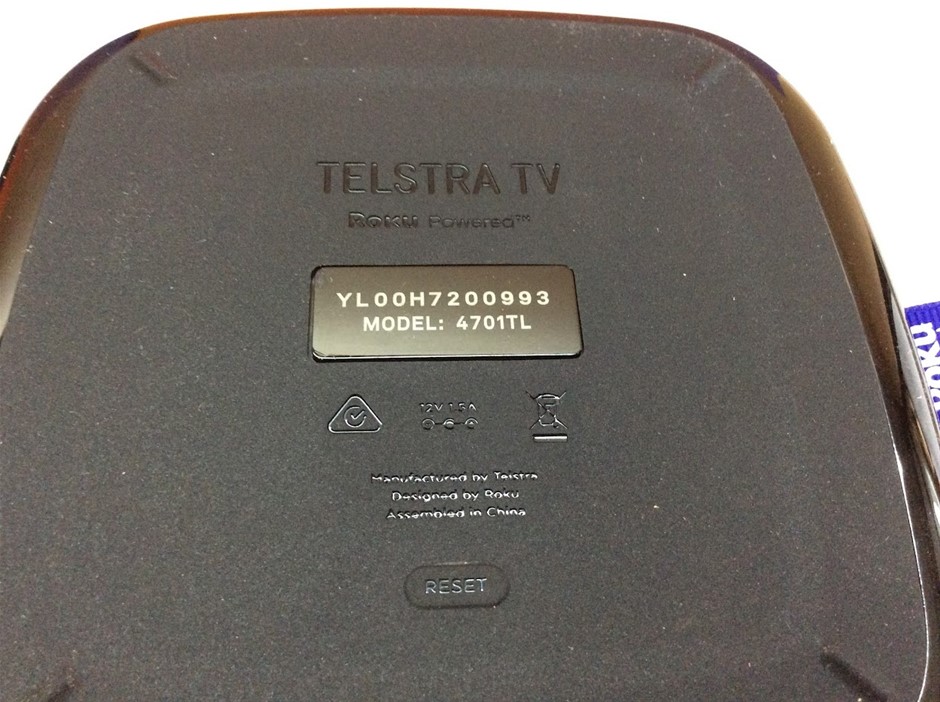 TELSTRA TV
ROKU Powered™
YL00H7200993
MODEL: 4701TL
12V 1.5A
Manufactured by Telstra
Designed by Roku
Assembled in China
RESET
ROKU